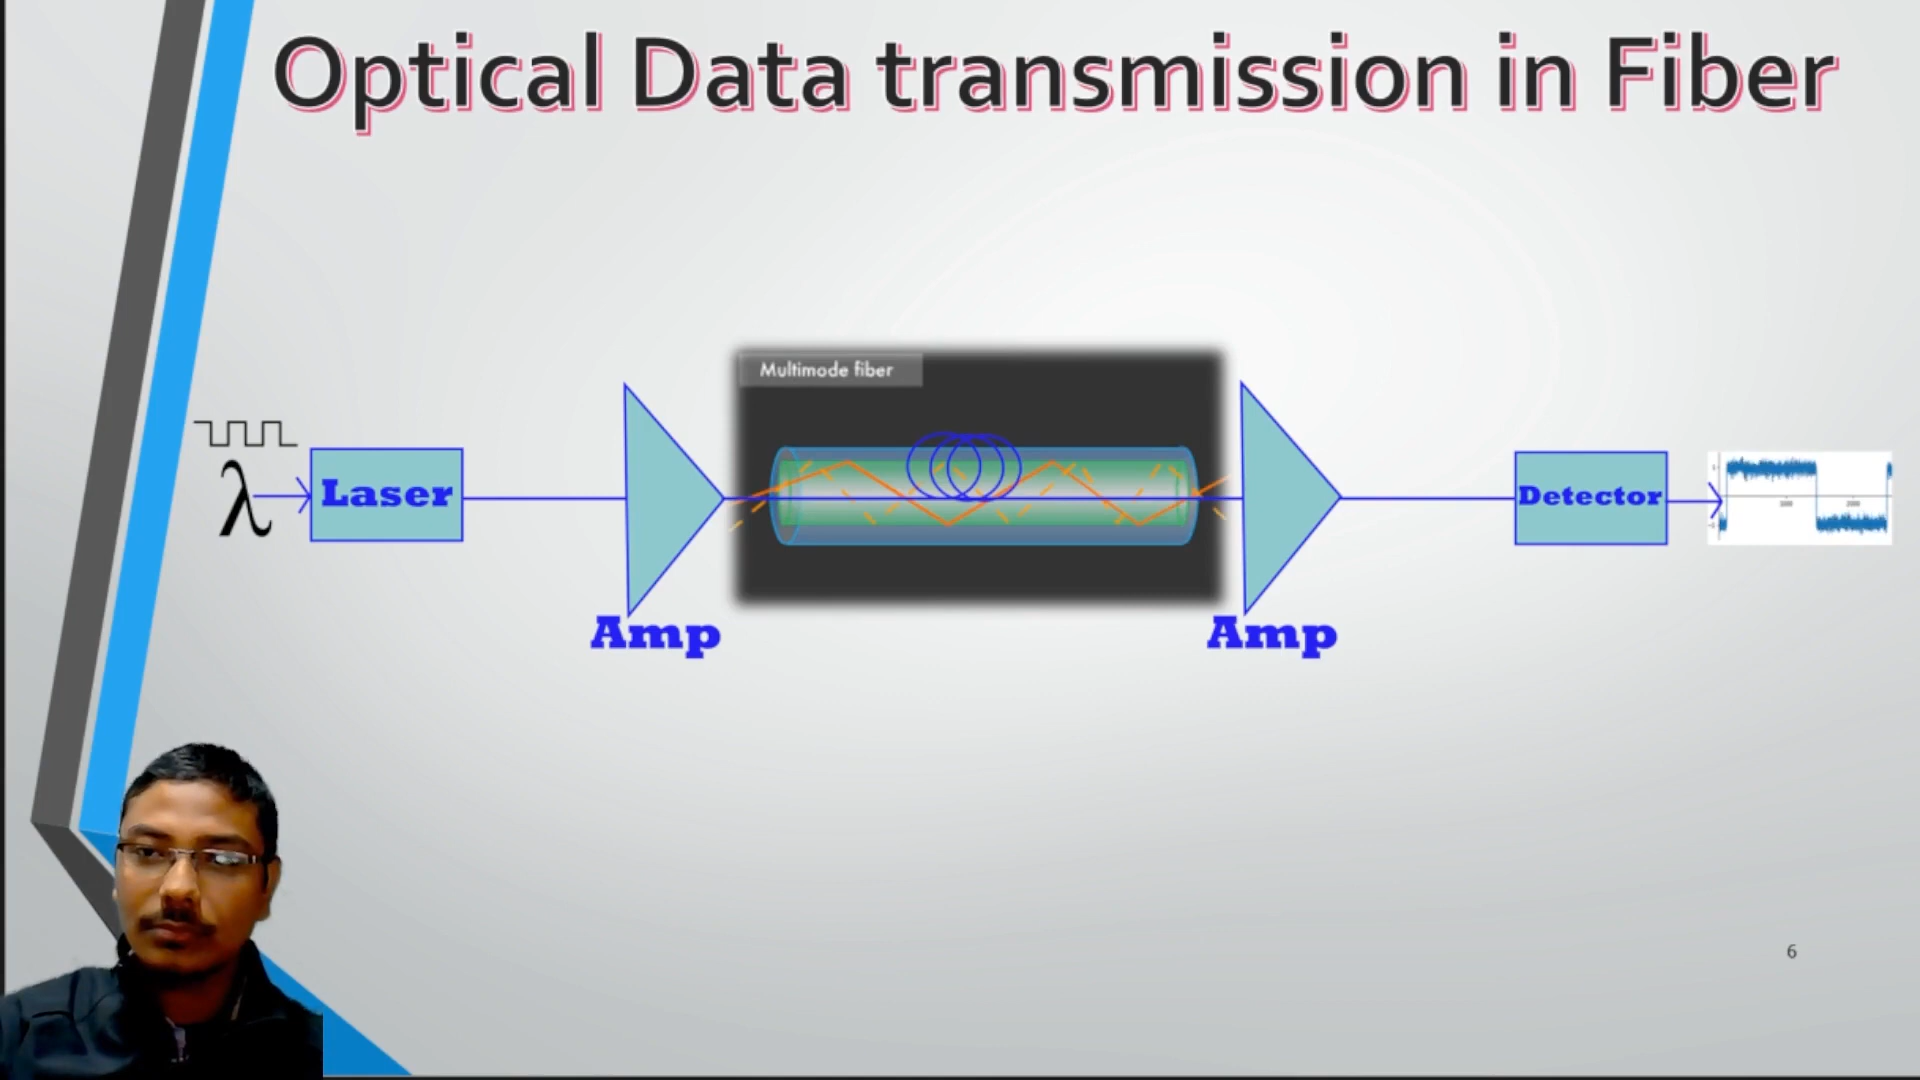 Optical Data transmission in Fiber
Multimode fiber
λ
Laser
Detector
Amp
Amp
6